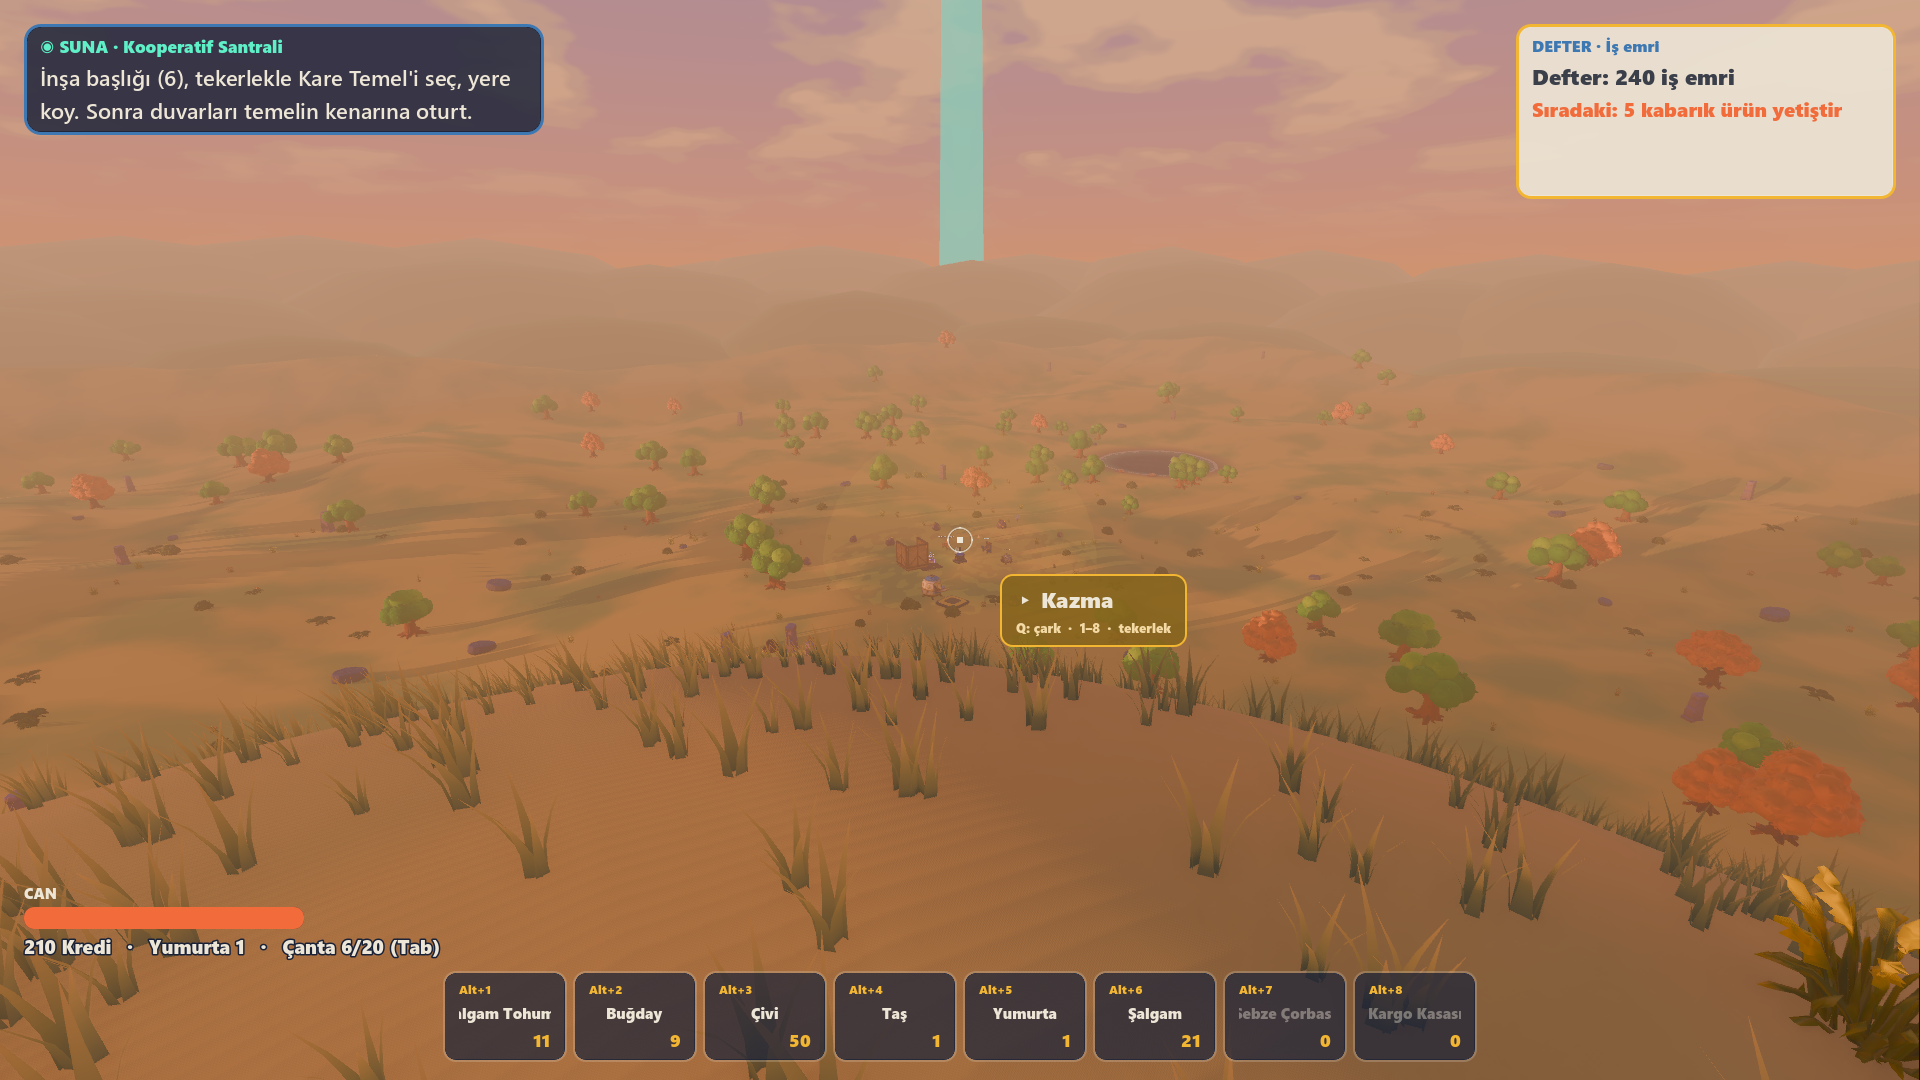 ◉ SUNA · Kooperatif Santrali
İnşa başlığı (6), tekerlekle Kare Temel'i seç, yere
koy. Sonra duvarları temelin kenarına oturt.
DEFTER · İş emri
Defter: 240 iş emri
Sıradaki: 5 kabarık ürün yetiştir
▸ Kazma
Q: çark · 1–8 · tekerlek
CAN
210 Kredi · Yumurta 1 · Çanta 6/20 (Tab)
Alt+1
lgam Tohum
11
Alt+2
Buğday
9
Alt+3
Çivi
50
Alt+4
Taş
1
Alt+5
Yumurta
1
Alt+6
Şalgam
21
Alt+7
Sebze Çorbas
0
Alt+8
Kargo Kasası
0